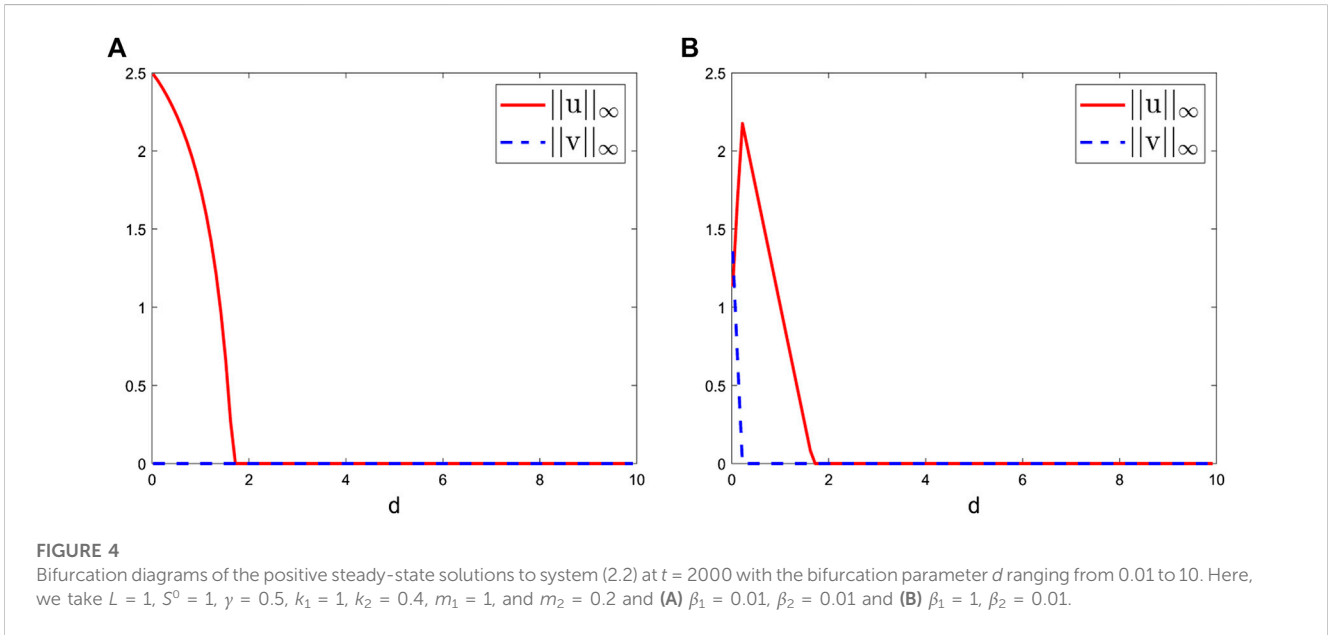 A
B
2.5
2
1.5
1
0.5
0
0
2
4
6
8
10
d
||u||∞
||v||∞
2.5
2
1.5
1
0.5
0
0
2
4
6
8
10
d
||u||∞
||v||∞
FIGURE 4
Bifurcation diagrams of the positive steady-state solutions to system (2.2) at t = 2000 with the bifurcation parameter d ranging from 0.01 to 10. Here,
we take L = 1, S⁰ = 1, γ = 0.5, k₁ = 1, k₂ = 0.4, m₁ = 1, and m₂ = 0.2 and (A) β₁ = 0.01, β₂ = 0.01 and (B) β₁ = 1, β₂ = 0.01.